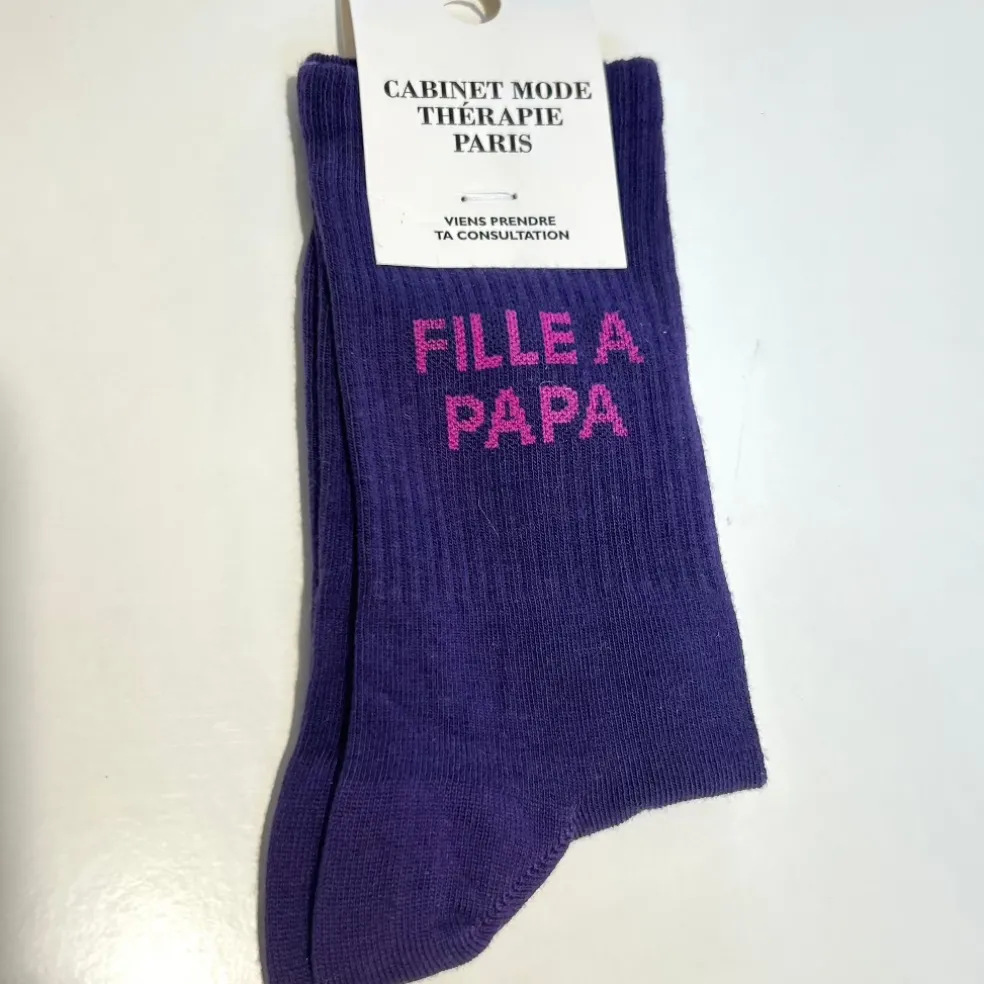 CABINET MODE
THÉRAPIE
PARIS
VIENS PRENDRE
TA CONSULTATION
FILLE A
PAPA